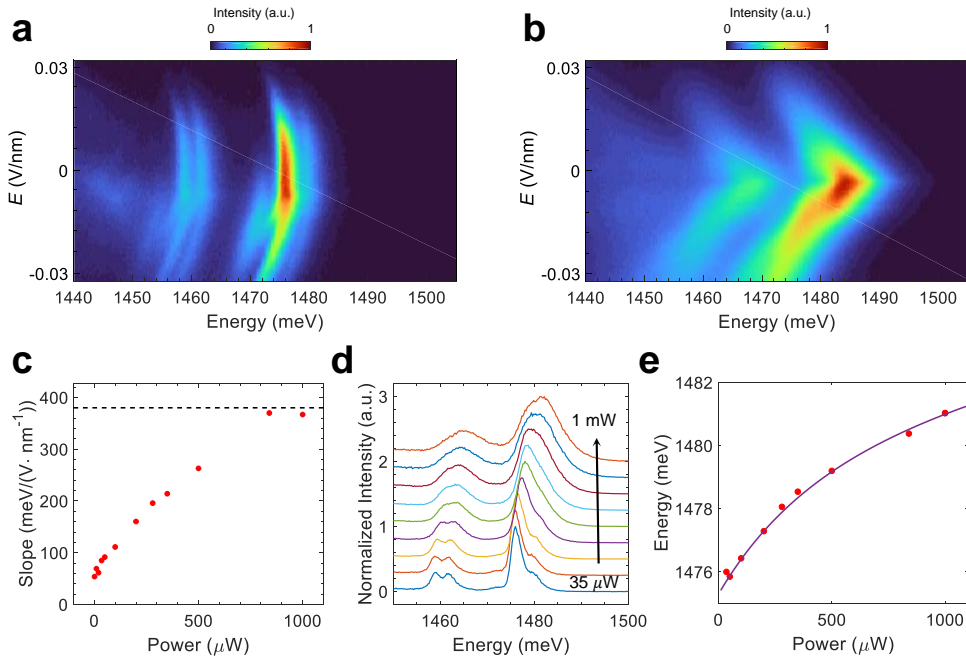 a
Intensity (a.u.)
0 1
0.03
0
-0.03
E (V/nm)
1440 1450 1460 1470 1480 1490 1500
Energy (meV)
b
Intensity (a.u.)
0 1
0.03
0
-0.03
E (V/nm)
1440 1450 1460 1470 1480 1490 1500
Energy (meV)
c
400
300
200
100
0
Slope (meV/(V· nm⁻¹))
0 500 1000
Power (μW)
d
3
2
1
0
Normalized Intensity (a.u.)
1 mW
35 μW
1460 1480 1500
Energy (meV)
e
1482
1480
1478
1476
Energy (meV)
0 500 1000
Power (μW)